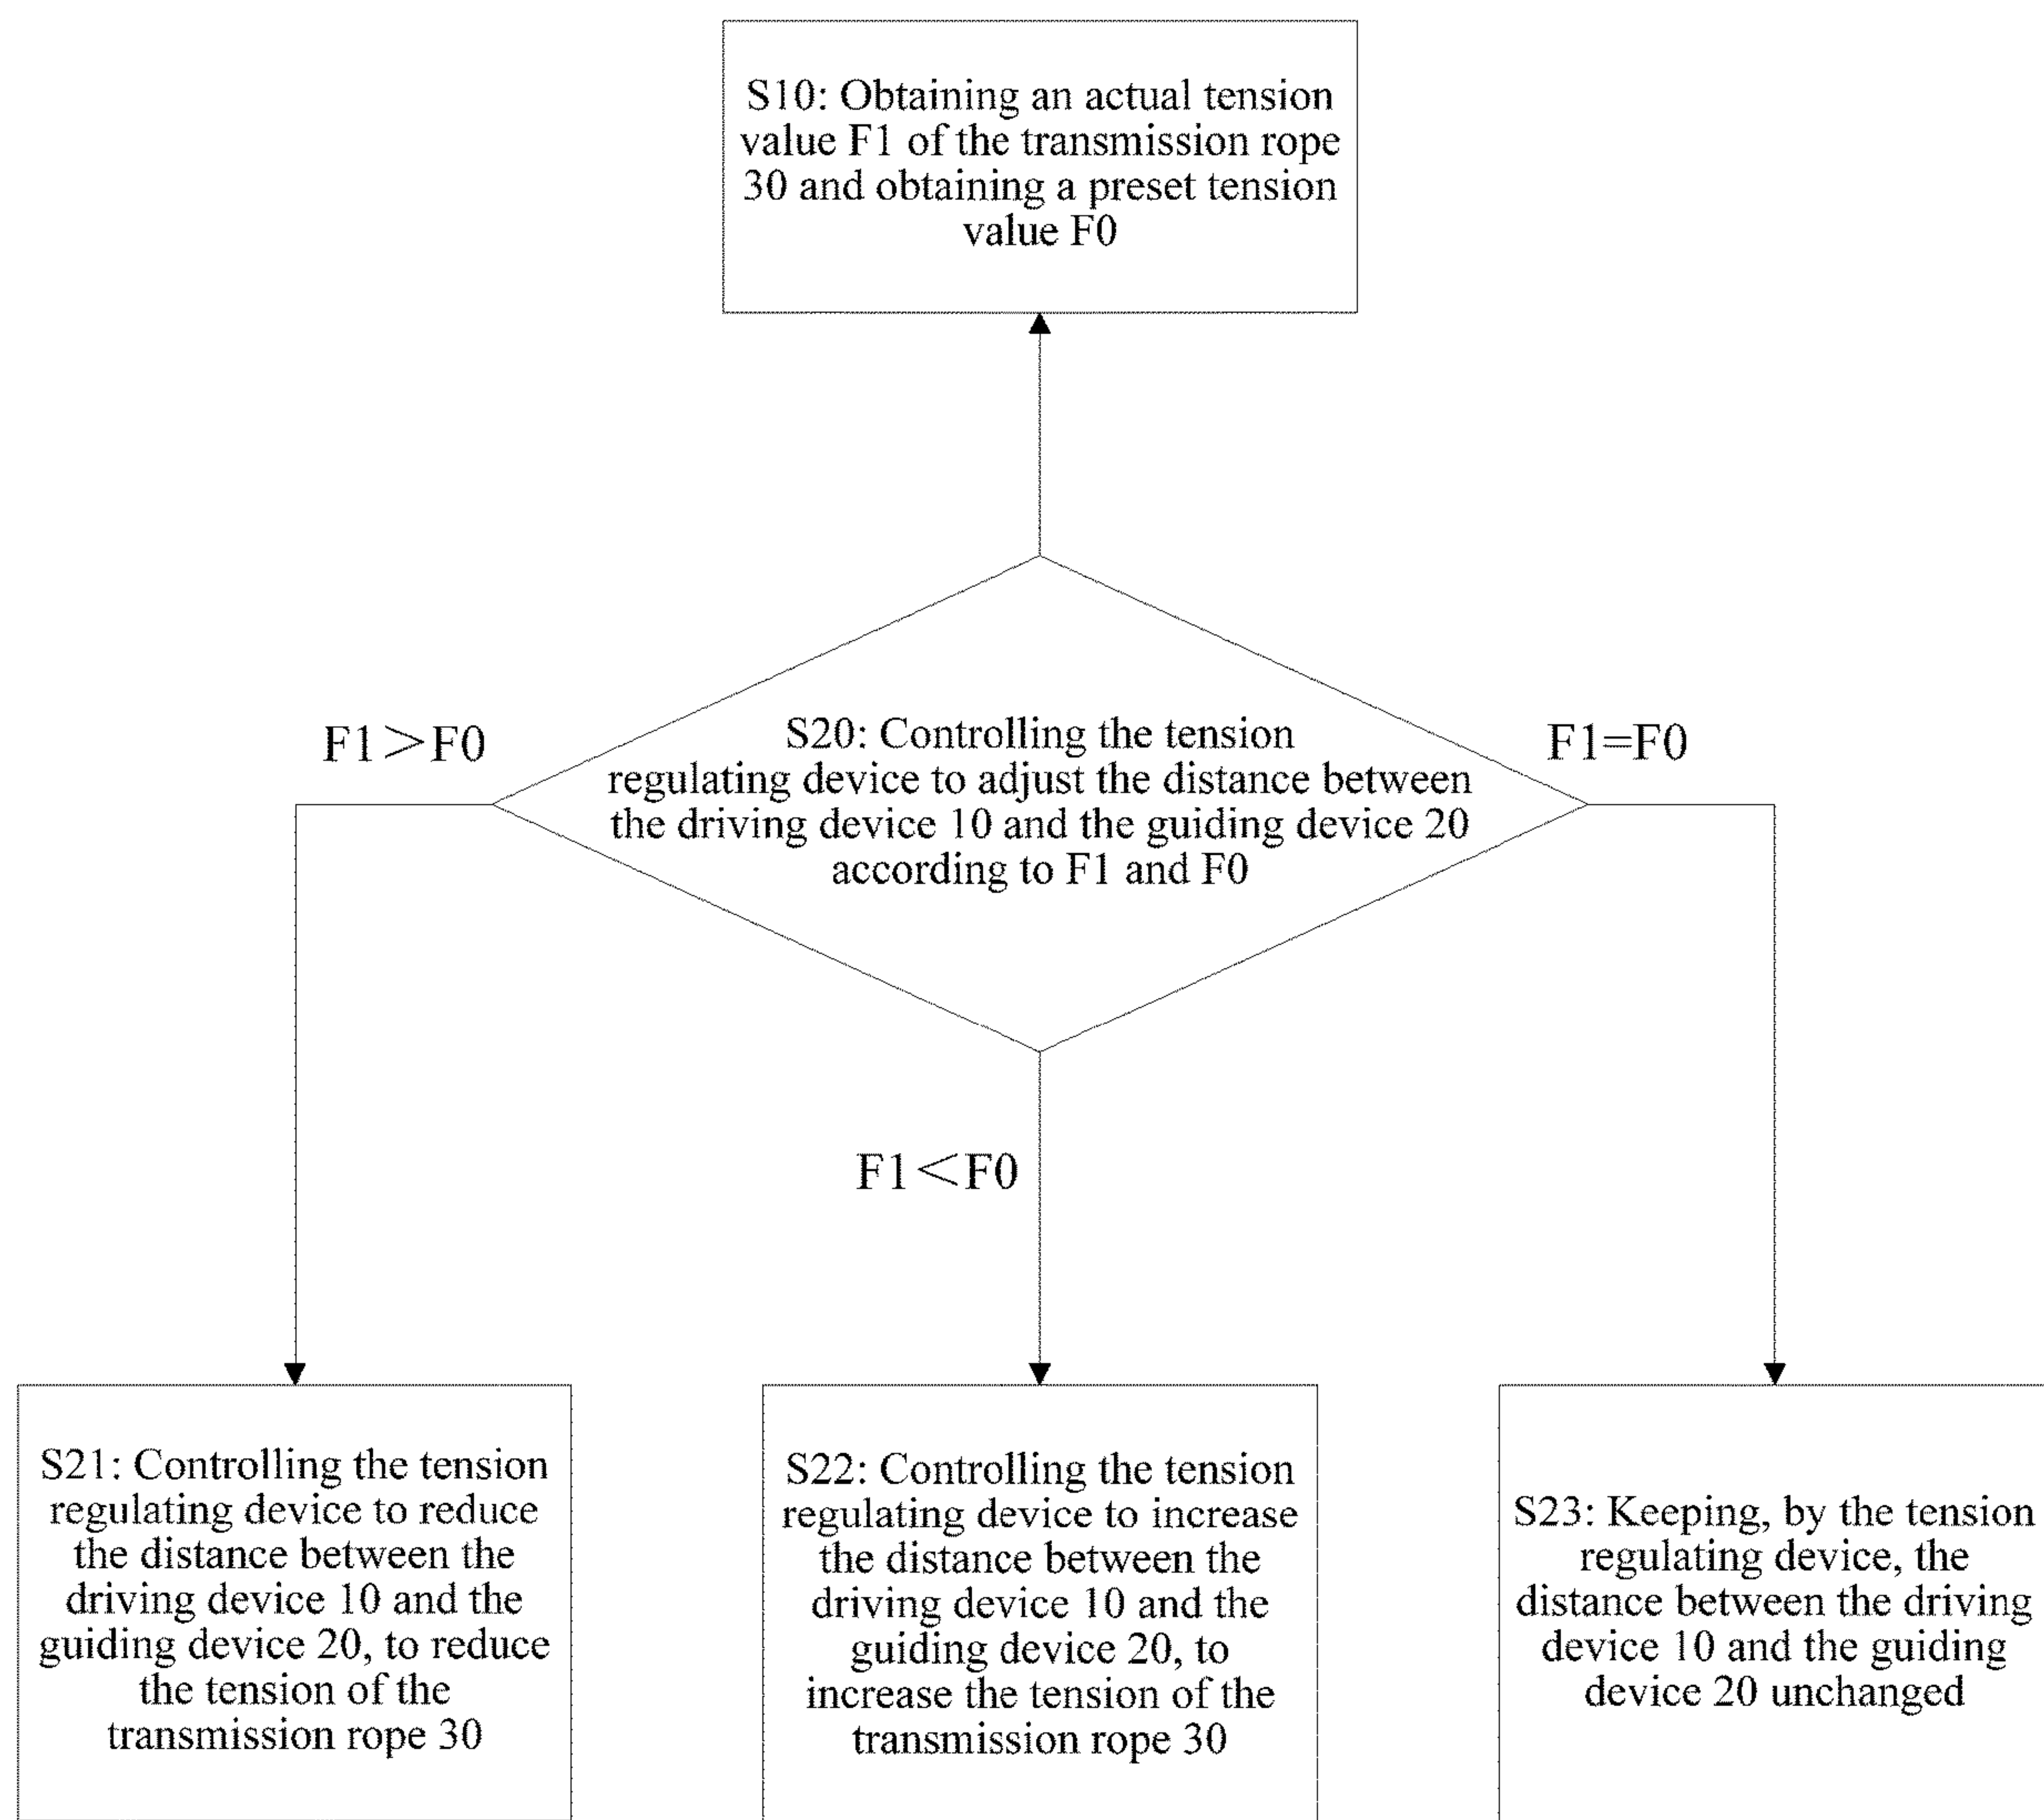 S10: Obtaining an actual tension
value F1 of the transmission rope
30 and obtaining a preset tension
value F0
F1>F0
S20: Controlling the tension
regulating device to adjust the distance between
the driving device 10 and the guiding device 20
according to F1 and F0
F1=F0
F1<F0
S21: Controlling the tension
regulating device to reduce
the distance between the
driving device 10 and the
guiding device 20, to reduce
the tension of the
transmission rope 30
S22: Controlling the tension
regulating device to increase
the distance between the
driving device 10 and the
guiding device 20, to
increase the tension of the
transmission rope 30
S23: Keeping, by the tension
regulating device, the
distance between the driving
device 10 and the guiding
device 20 unchanged